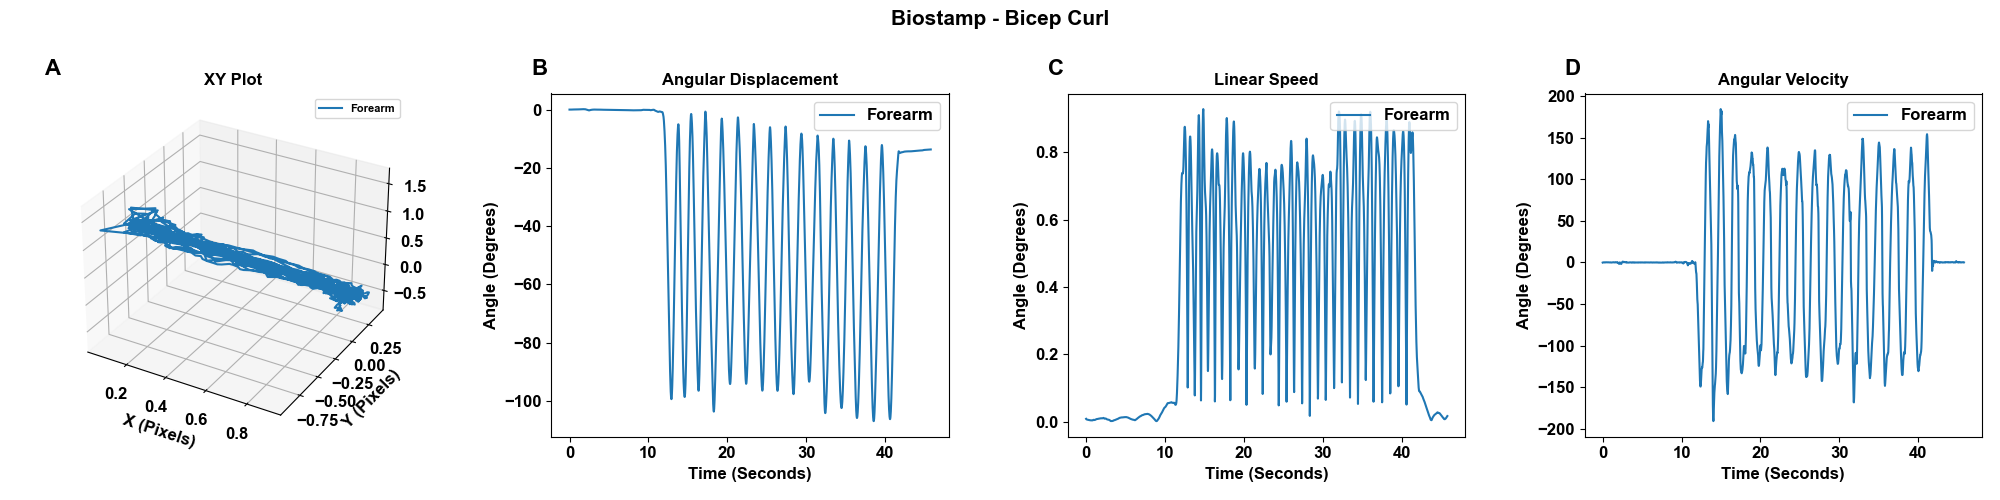 Biostamp - Bicep Curl
A
XY Plot
Forearm
1.5
1.0
0.5
0.0
−0.5
0.25
0.00
−0.25
−0.50
−0.75
Y (Pixels)
0.2
0.4
0.6
0.8
X (Pixels)
B
Angular Displacement
Forearm
0
−20
−40
−60
−80
−100
Angle (Degrees)
0 10 20 30 40
Time (Seconds)
C
Linear Speed
Forearm
0.8
0.6
0.4
0.2
0.0
Angle (Degrees)
0 10 20 30 40
Time (Seconds)
D
Angular Velocity
Forearm
200
150
100
50
0
−50
−100
−150
−200
Angle (Degrees)
0 10 20 30 40
Time (Seconds)